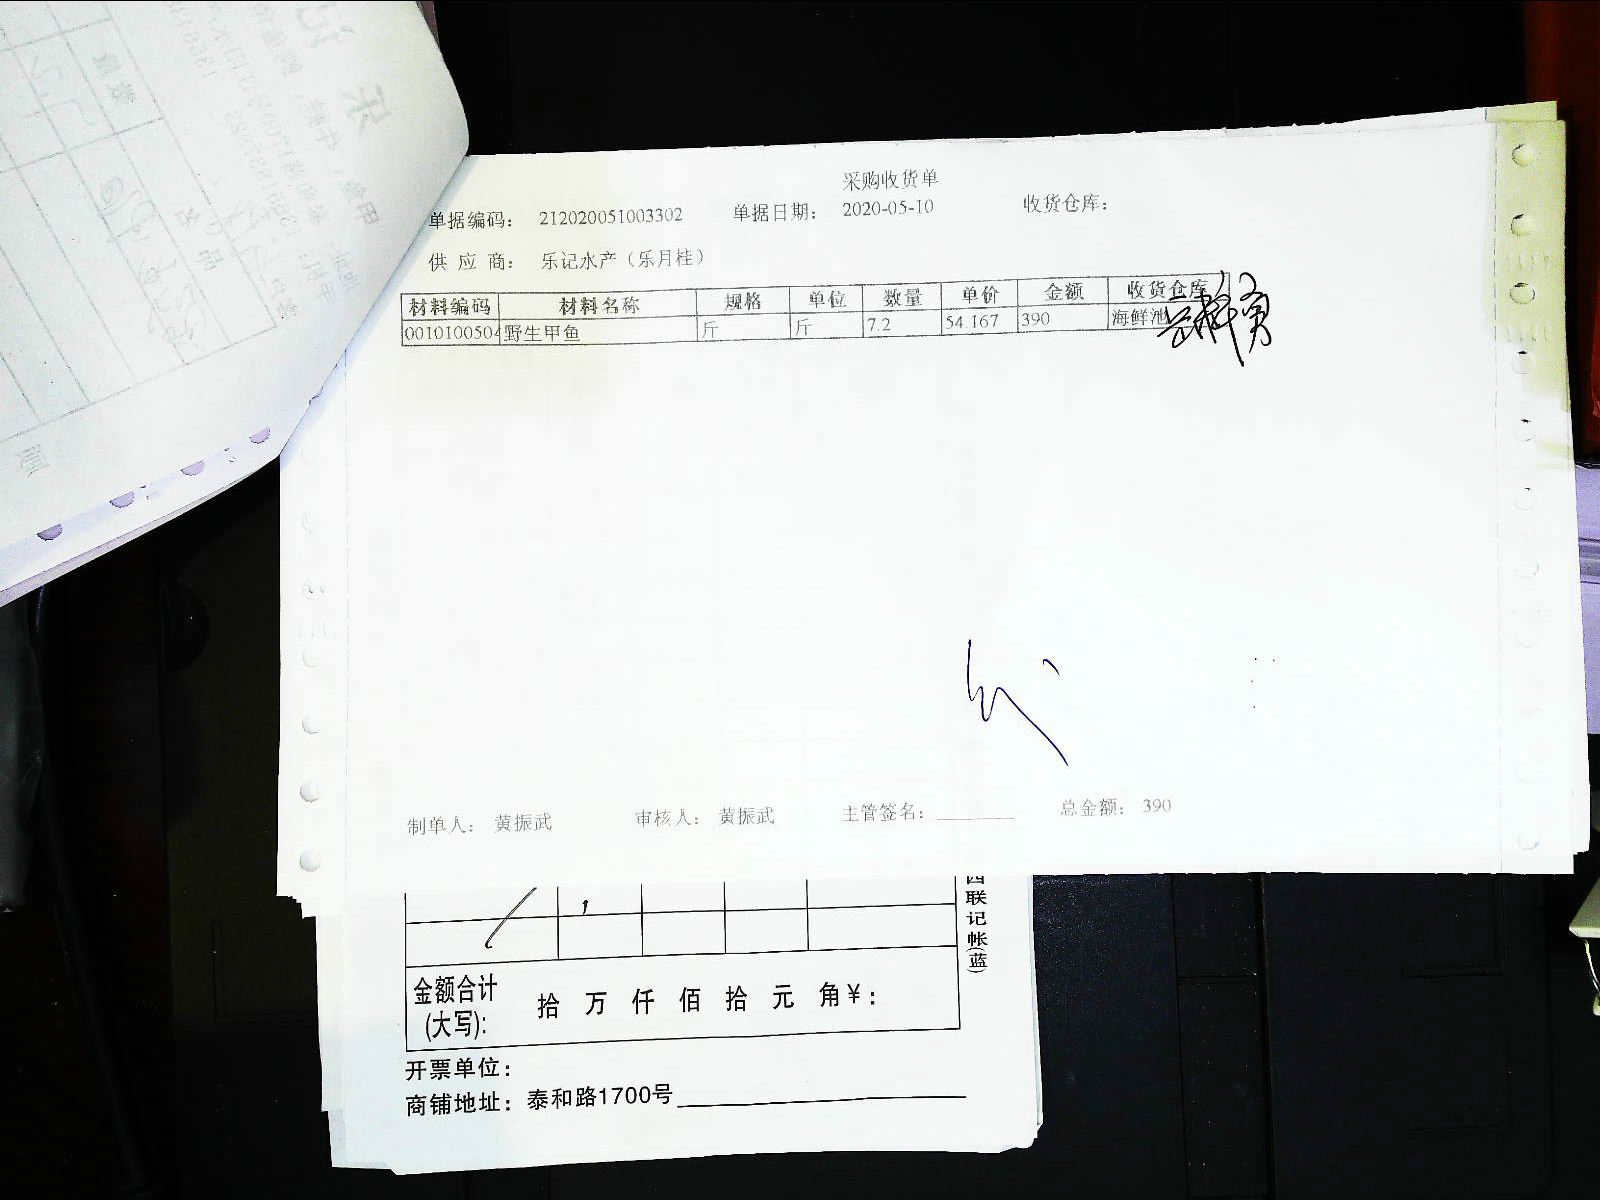 采购收货单
单据编码： 212020051003302 单据日期： 2020-05-10 收货仓库：
供 应 商： 乐记水产（乐月桂）
材料编码 材料名称 规格 单位 数量 单价 金额 收货仓库
0010100504 野生甲鱼 斤 斤 7.2 54.167 390 海鲜池
制单人： 黄振武 审核人： 黄振武 主管签名： 总金额： 390
联记帐(蓝)
金额合计 拾 万 仟 佰 拾 元 角¥：
(大写):
开票单位：
商铺地址：泰和路1700号